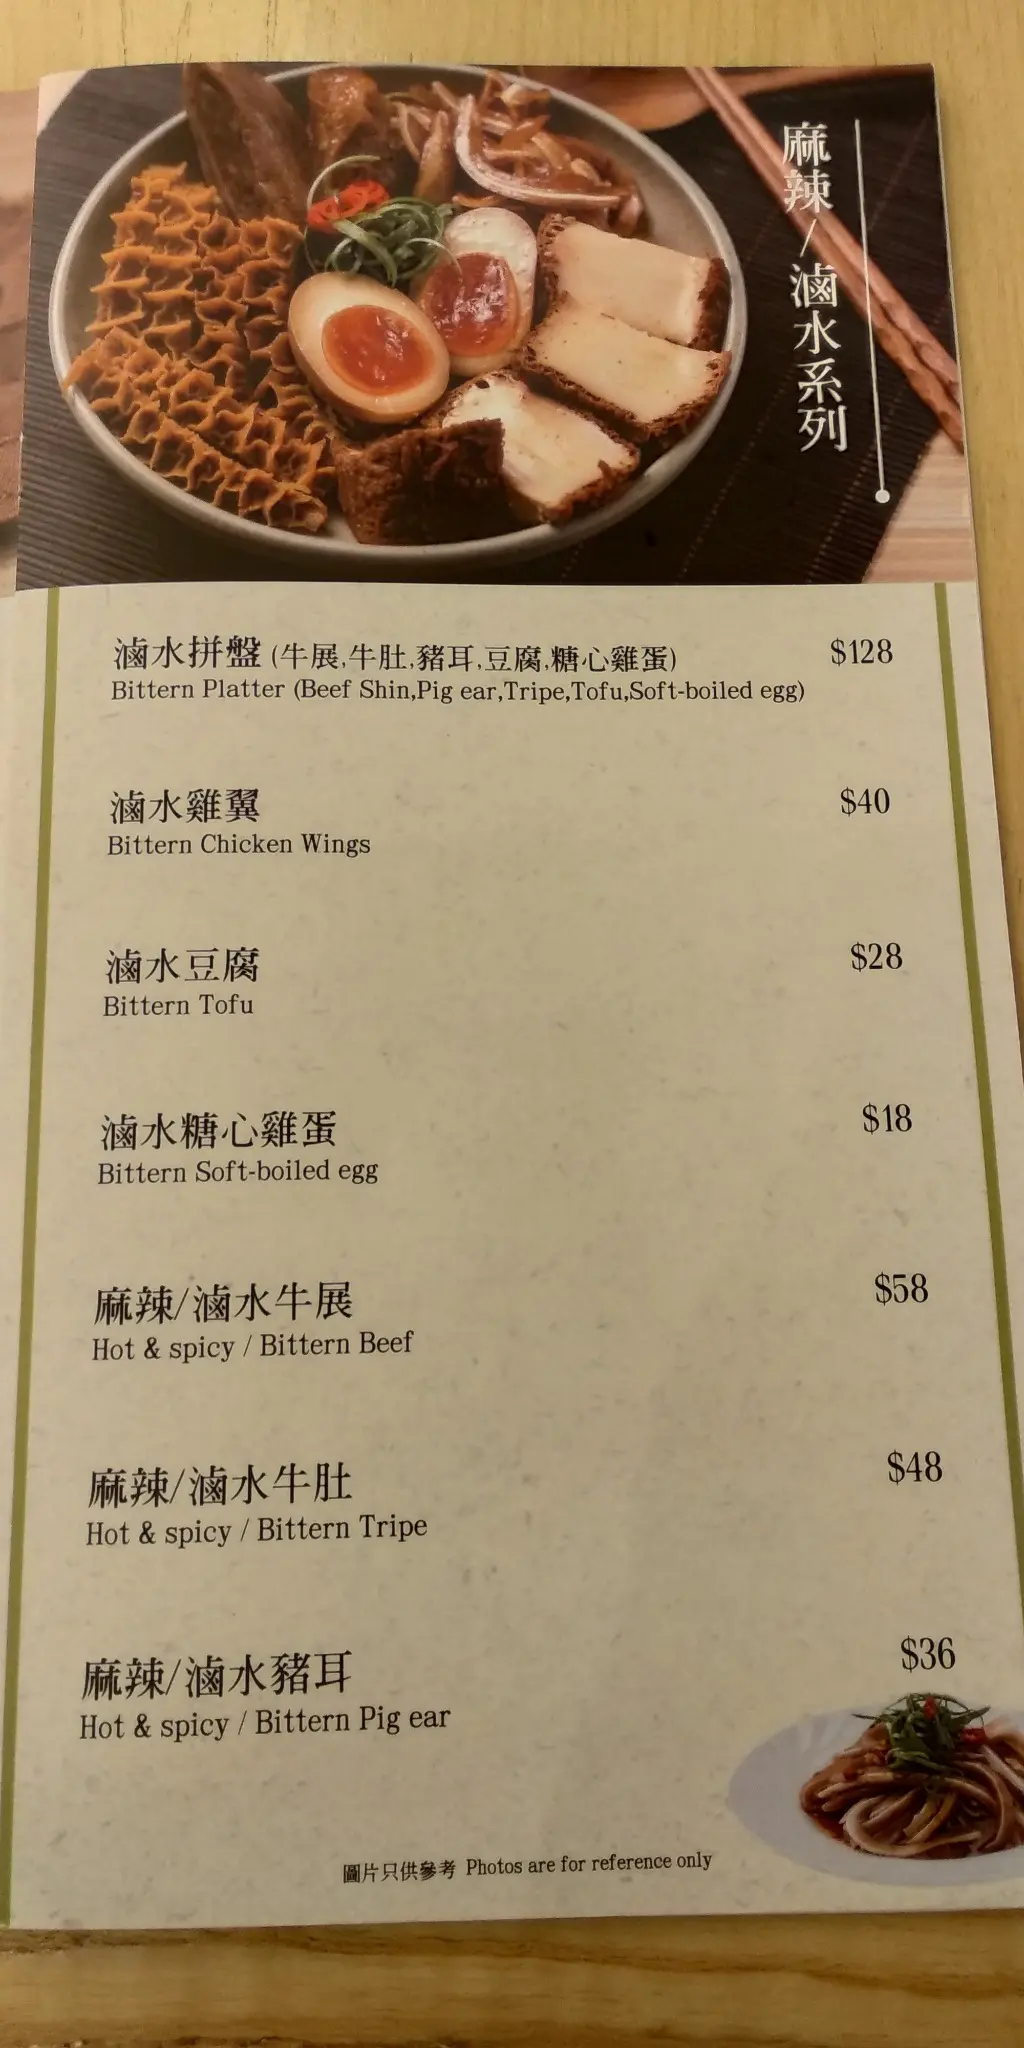 麻辣/滷水系列
滷水拼盤(牛展,牛肚,豬耳,豆腐,糖心雞蛋) $128
Bittern Platter (Beef Shin,Pig ear,Tripe,Tofu,Soft-boiled egg)
滷水雞翼 $40
Bittern Chicken Wings
滷水豆腐 $28
Bittern Tofu
滷水糖心雞蛋 $18
Bittern Soft-boiled egg
麻辣/滷水牛展 $58
Hot & spicy / Bittern Beef
麻辣/滷水牛肚 $48
Hot & spicy / Bittern Tripe
麻辣/滷水豬耳 $36
Hot & spicy / Bittern Pig ear
圖片只供參考 Photos are for reference only